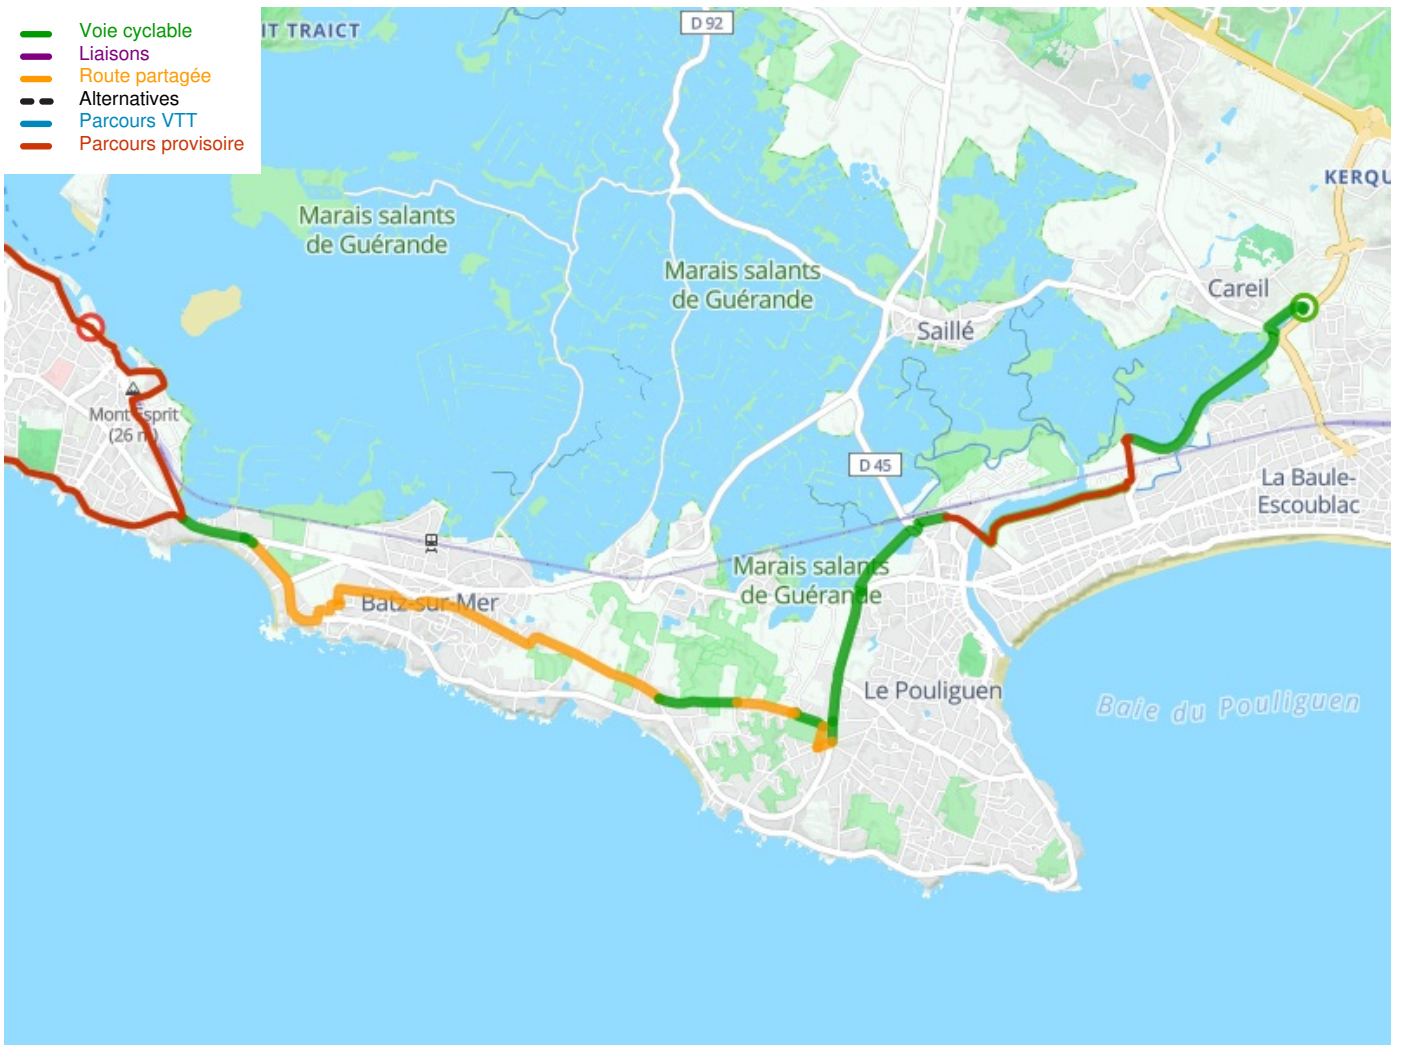 Voie cyclable
Liaisons
Route partagée
Alternatives
Parcours VTT
Parcours provisoire
IT TRAICT
D 92
KERQU
Marais salants
de Guérande
Marais salants
de Guérande
Careil
Saillé
Mont Esprit
(26 m)
D 45
La Baule-
Escoublac
Marais salants
de Guérande
Batz-sur-Mer
Le Pouliguen
Baie du Pouliguen